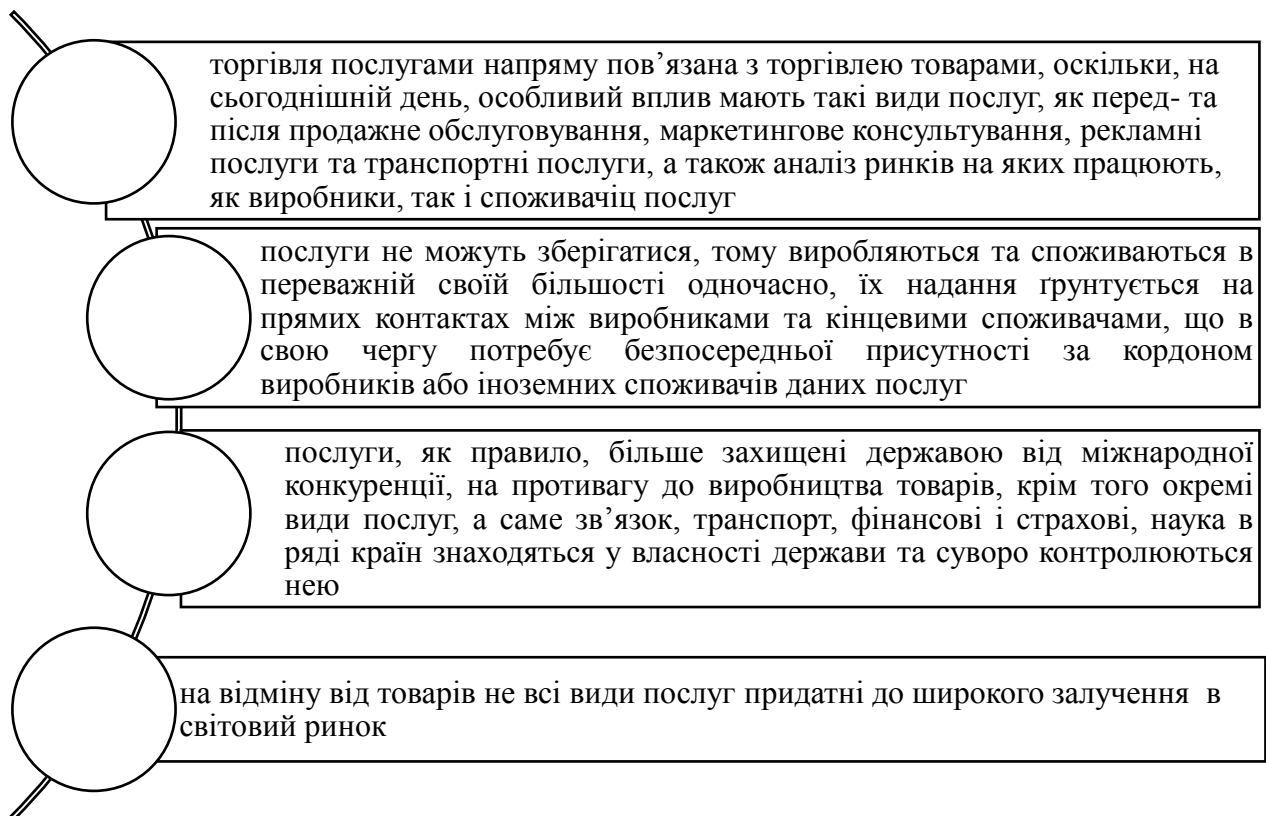 торгівля послугами напряму пов’язана з торгівлею товарами, оскільки, на
сьогоднішній день, особливий вплив мають такі види послуг, як перед- та
після продажне обслуговування, маркетингове консультування, рекламні
послуги та транспортні послуги, а також аналіз ринків на яких працюють,
як виробники, так і споживачіц послуг
послуги не можуть зберігатися, тому виробляються та споживаються в
переважній своїй більшості одночасно, їх надання ґрунтується на
прямих контактах між виробниками та кінцевими споживачами, що в
свою чергу потребує безпосередньої присутності за кордоном
виробників або іноземних споживачів даних послуг
послуги, як правило, більше захищені державою від міжнародної
конкуренції, на противагу до виробництва товарів, крім того окремі
види послуг, а саме зв’язок, транспорт, фінансові і страхові, наука в
ряді країн знаходяться у власності держави та суворо контролюються
нею
на відміну від товарів не всі види послуг придатні до широкого залучення в
світовий ринок